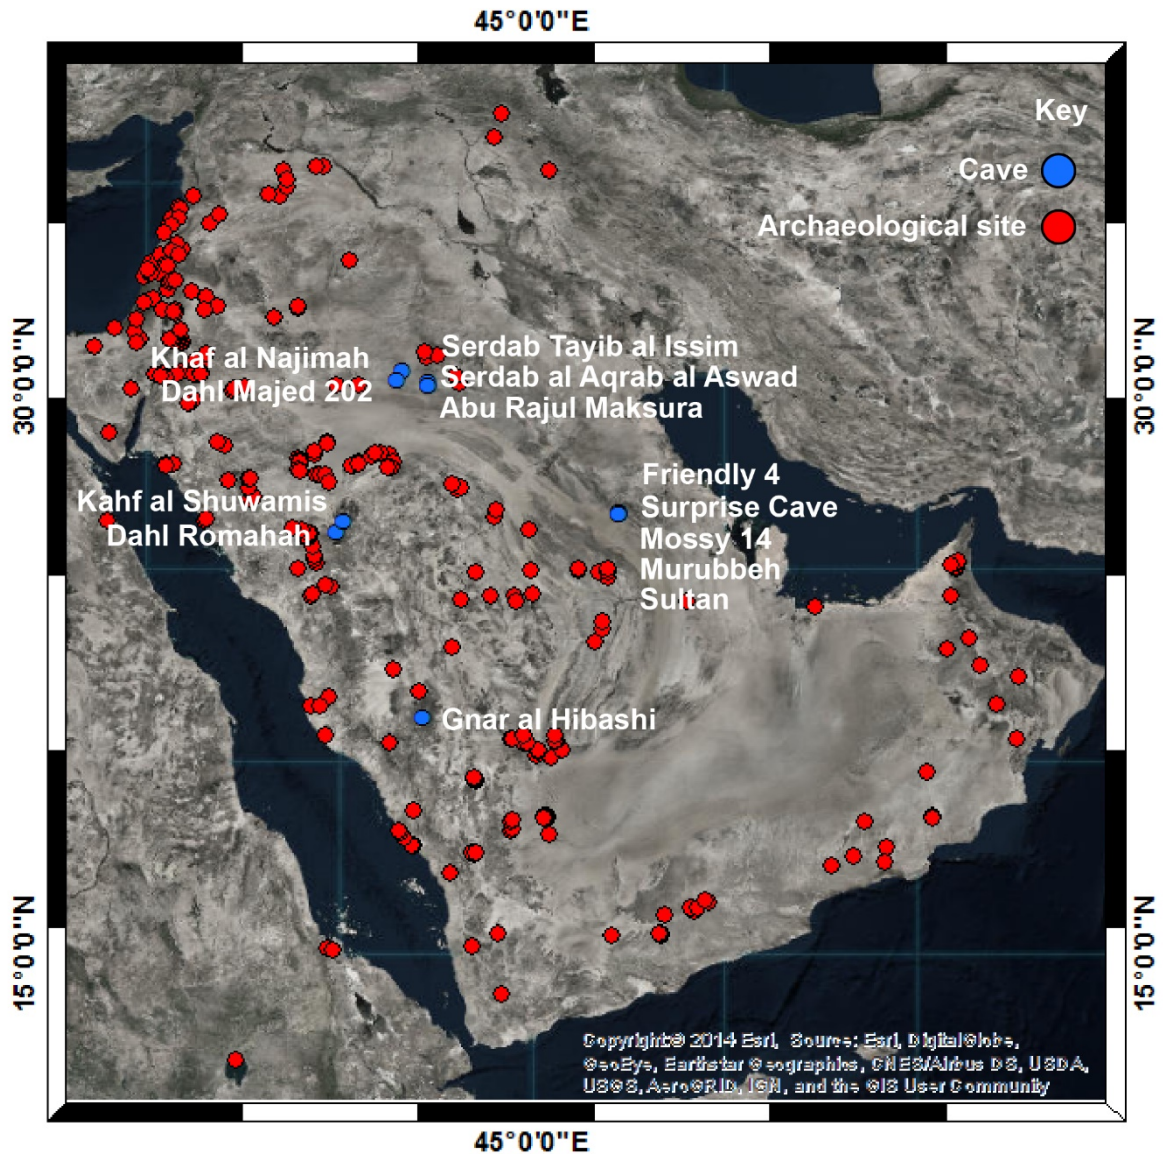 45°0'0"E
Key
Cave
Archaeological site
30°0'0"N
30°0'0"N
Khaf al Najimah
Dahl Majed 202
Serdab Tayib al Issim
Serdab al Aqrab al Aswad
Abu Rajul Maksura
Kahf al Shuwamis
Dahl Romahah
Friendly 4
Surprise Cave
Mossy 14
Murubbeh
Sultan
Gnar al Hibashi
15°0'0"N
15°0'0"N
Copyright:© 2014 Esri, Source: Esri, DigitalGlobe,
GeoEye, Earthstar Geographics, CNES/Airbus DS, USDA,
USGS, AeroGRID, IGN, and the GIS User Community
45°0'0"E